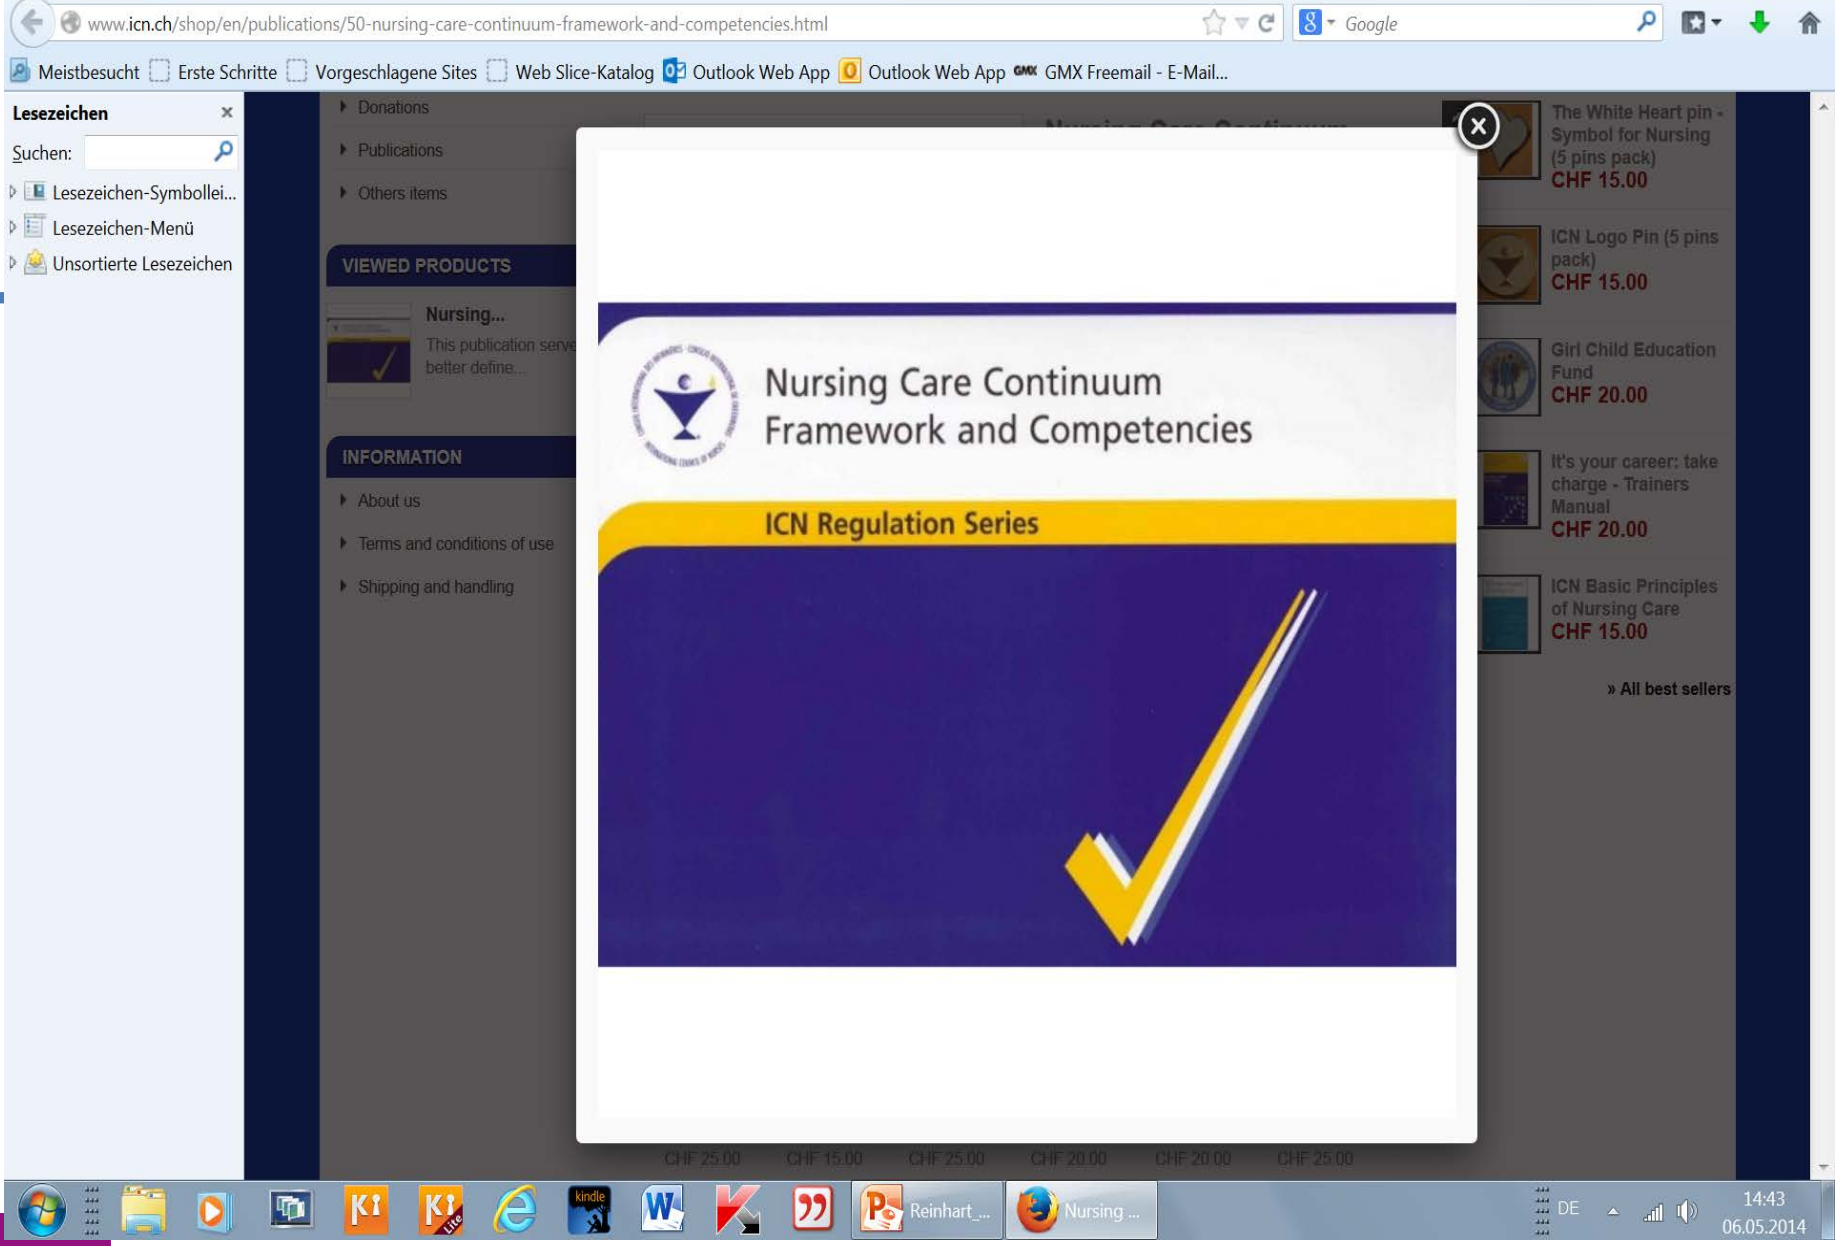 www.icn.ch/shop/en/publications/50-nursing-care-continuum-framework-and-competencies.html
8
Google
Meistbesucht
Erste Schritte
Vorgeschlagene Sites
Web Slice-Katalog
Outlook Web App
Outlook Web App
GMX
GMX Freemail - E-Mail...
Lesezeichen
x
Suchen:
Lesezeichen-Symbollei...
Lesezeichen-Menü
Unsortierte Lesezeichen
Donations
Publications
Others items
VIEWED PRODUCTS
Nursing...
This publication serve
better define...
INFORMATION
About us
Terms and conditions of use
Shipping and handling
Nursing Care Continuum
Nursing Care Continuum
Framework and Competencies
ICN Regulation Series
The White Heart pin -
Symbol for Nursing
(5 pins pack)
CHF 15.00
ICN Logo Pin (5 pins
pack)
CHF 15.00
Girl Child Education
Fund
CHF 20.00
It's your career: take
charge - Trainers
Manual
CHF 20.00
ICN Basic Principles
of Nursing Care
CHF 15.00
» All best sellers
CHF 25.00
CHF 15.00
CHF 25.00
CHF 20.00
CHF 20.00
CHF 25.00
kindle
Lite
Reinhart_...
Nursing ...
DE
14:43
06.05.2014